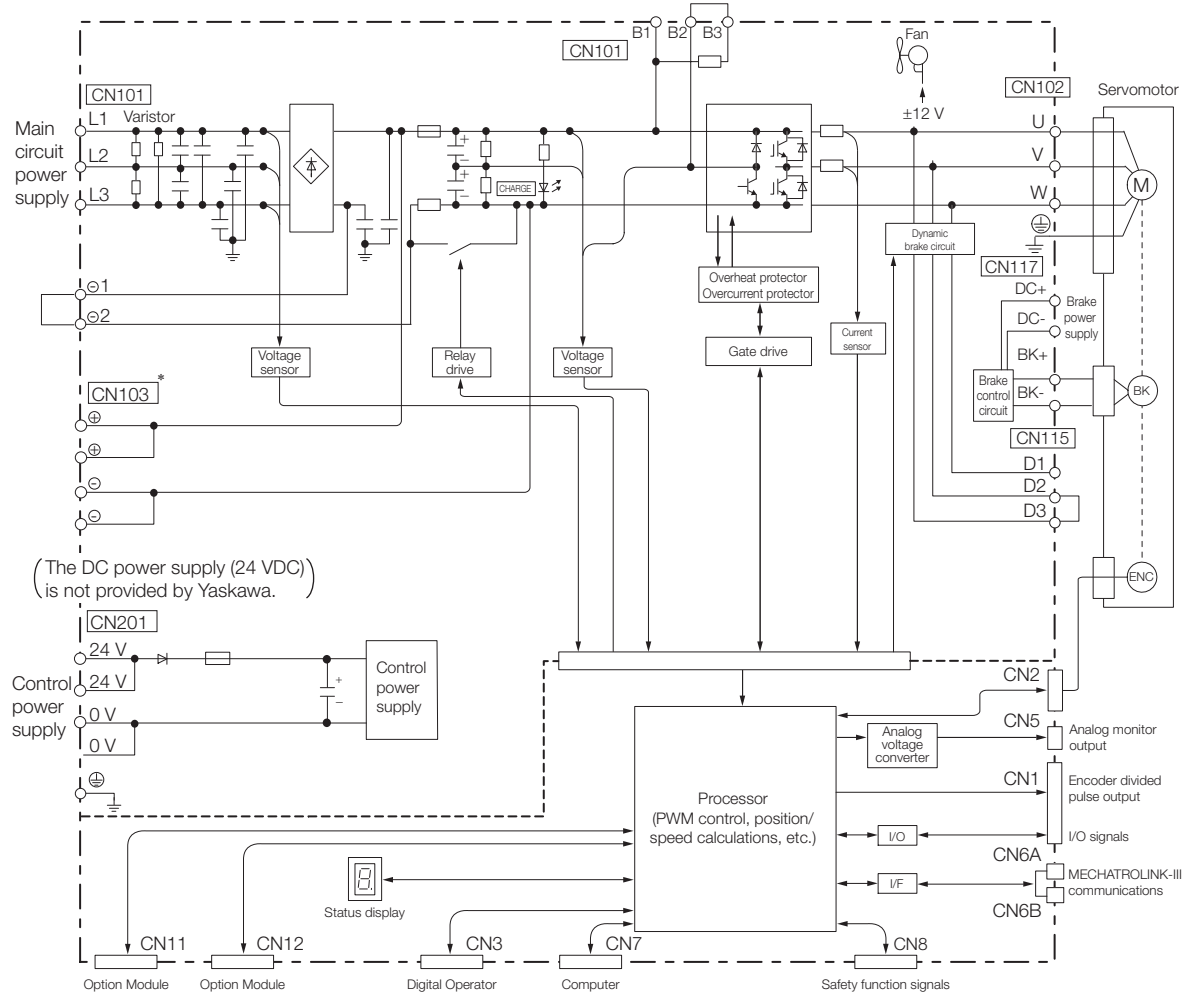 B1
B2
B3
CN101
Fan
±12 V
CN101
Varistor
Main
circuit
power
supply
L1
L2
L3
CN102
Servomotor
U
V
W
M
+
–
+
–
CHARGE
Dynamic
brake circuit
⊖1
⊖2
Overheat protector
Overcurrent protector
CN117
DC+
DC-
Brake
power
supply
Voltage
sensor
Relay
drive
Voltage
sensor
Gate drive
Current
sensor
BK+
BK-
Brake
control
circuit
BK
CN103
*
⊕
⊕
⊖
⊖
CN115
D1
D2
D3
(The DC power supply (24 VDC)
is not provided by Yaskawa.)
ENC
CN201
24 V
24 V
0 V
0 V
Control
power
supply
+
–
Control
power
supply
CN2
CN5
Analog
voltage
converter
Analog monitor
output
Processor
(PWM control, position/
speed calculations, etc.)
CN1
Encoder divided
pulse output
I/O
I/O signals
CN6A
I/F
MECHATROLINK-III
communications
CN6B
8.
Status display
CN11
CN12
CN3
CN7
CN8
Option Module
Option Module
Digital Operator
Computer
Safety function signals